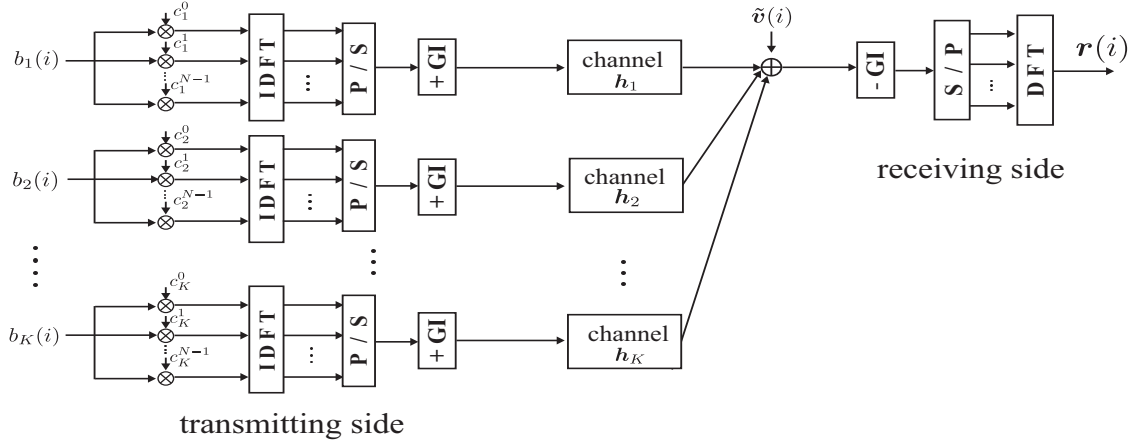 c_1^0
ṽ(i)
b_1(i)
c_1^1
c_1^{N-1}
IDFT
...
P / S
+ GI
channel
h_1
- GI
S / P
...
DFT
r(i)
receiving side
c_2^0
b_2(i)
c_2^1
c_2^{N-1}
IDFT
...
P / S
+ GI
channel
h_2
....
....
...
c_K^0
b_K(i)
c_K^1
c_K^{N-1}
IDFT
...
P / S
+ GI
channel
h_K
transmitting side